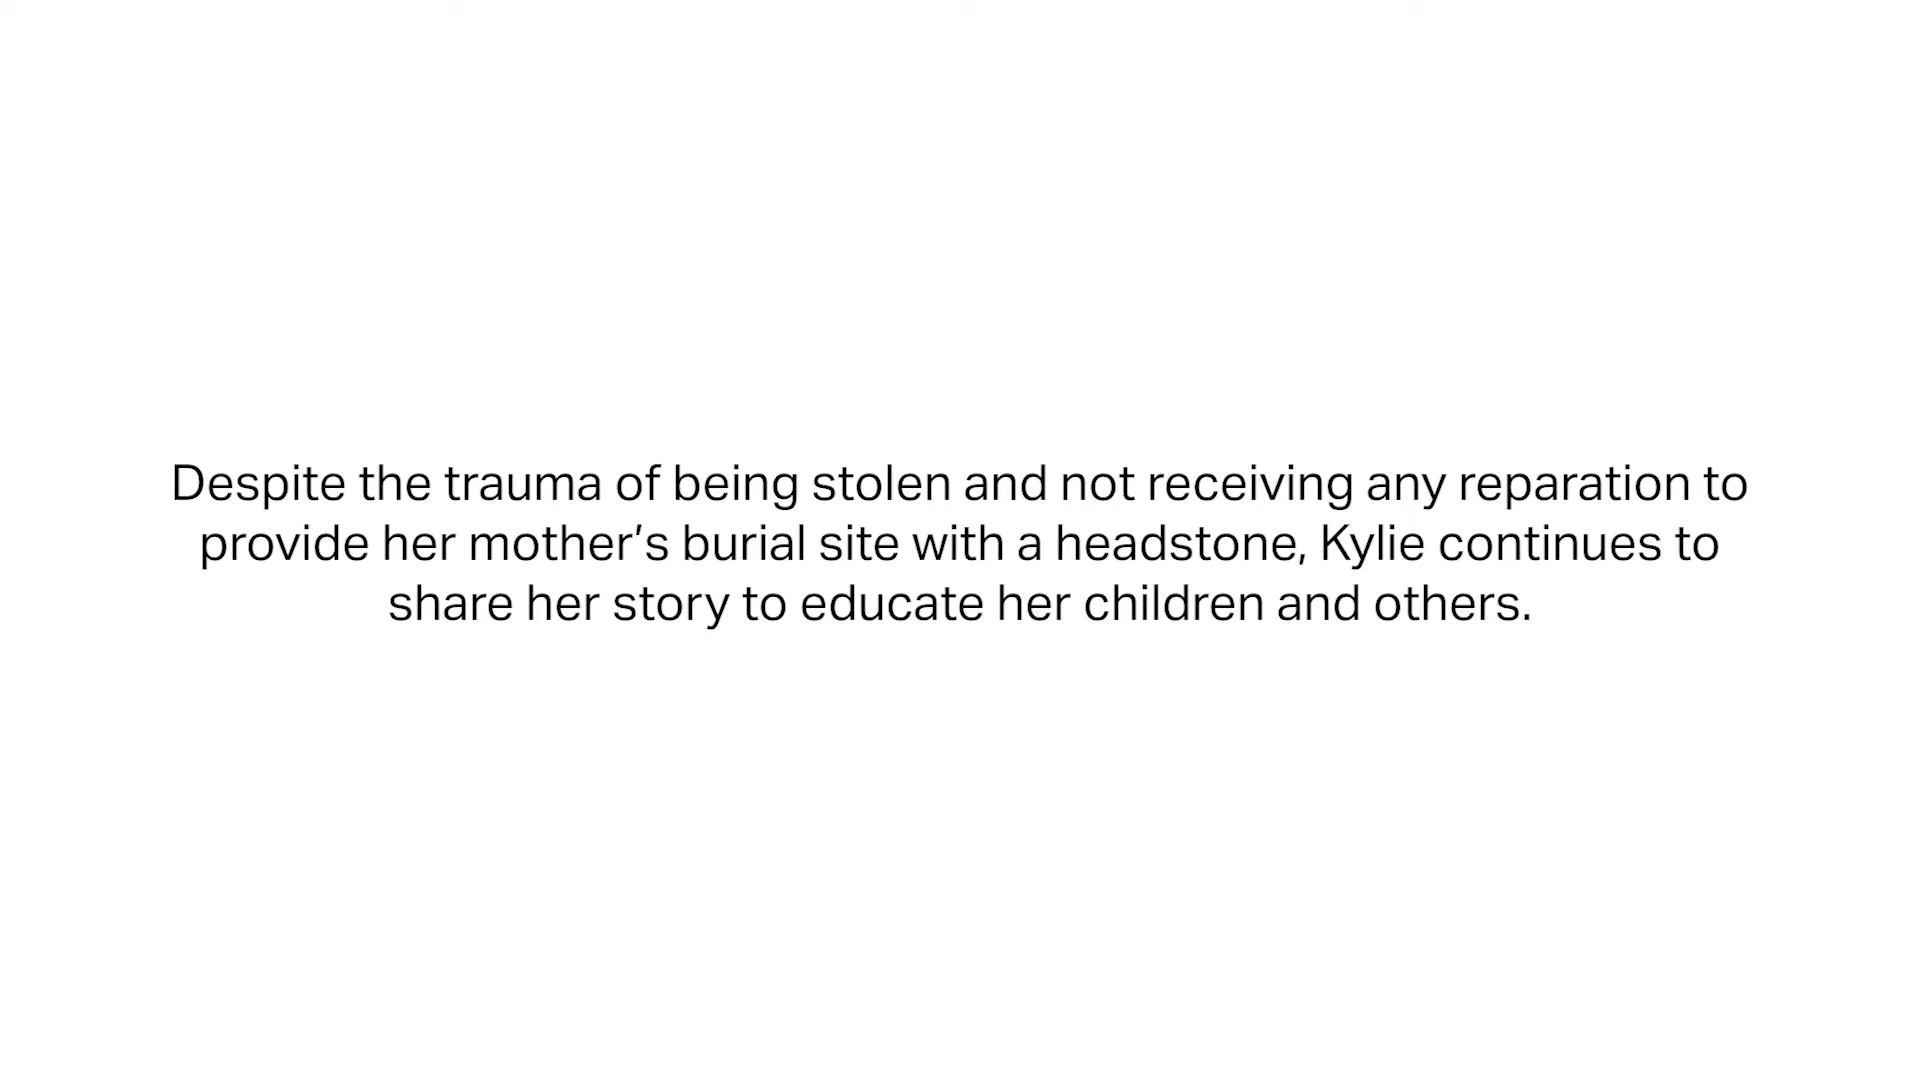 Despite the trauma of being stolen and not receiving any reparation to
provide her mother’s burial site with a headstone, Kylie continues to
share her story to educate her children and others.